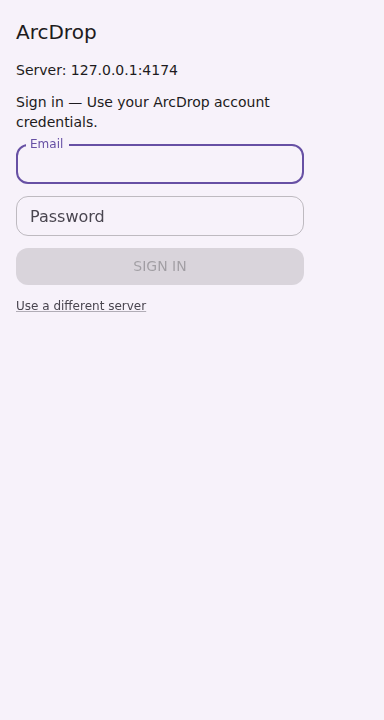 ArcDrop
Server: 127.0.0.1:4174
Sign in — Use your ArcDrop account
credentials.
Email
Password
SIGN IN
Use a different server